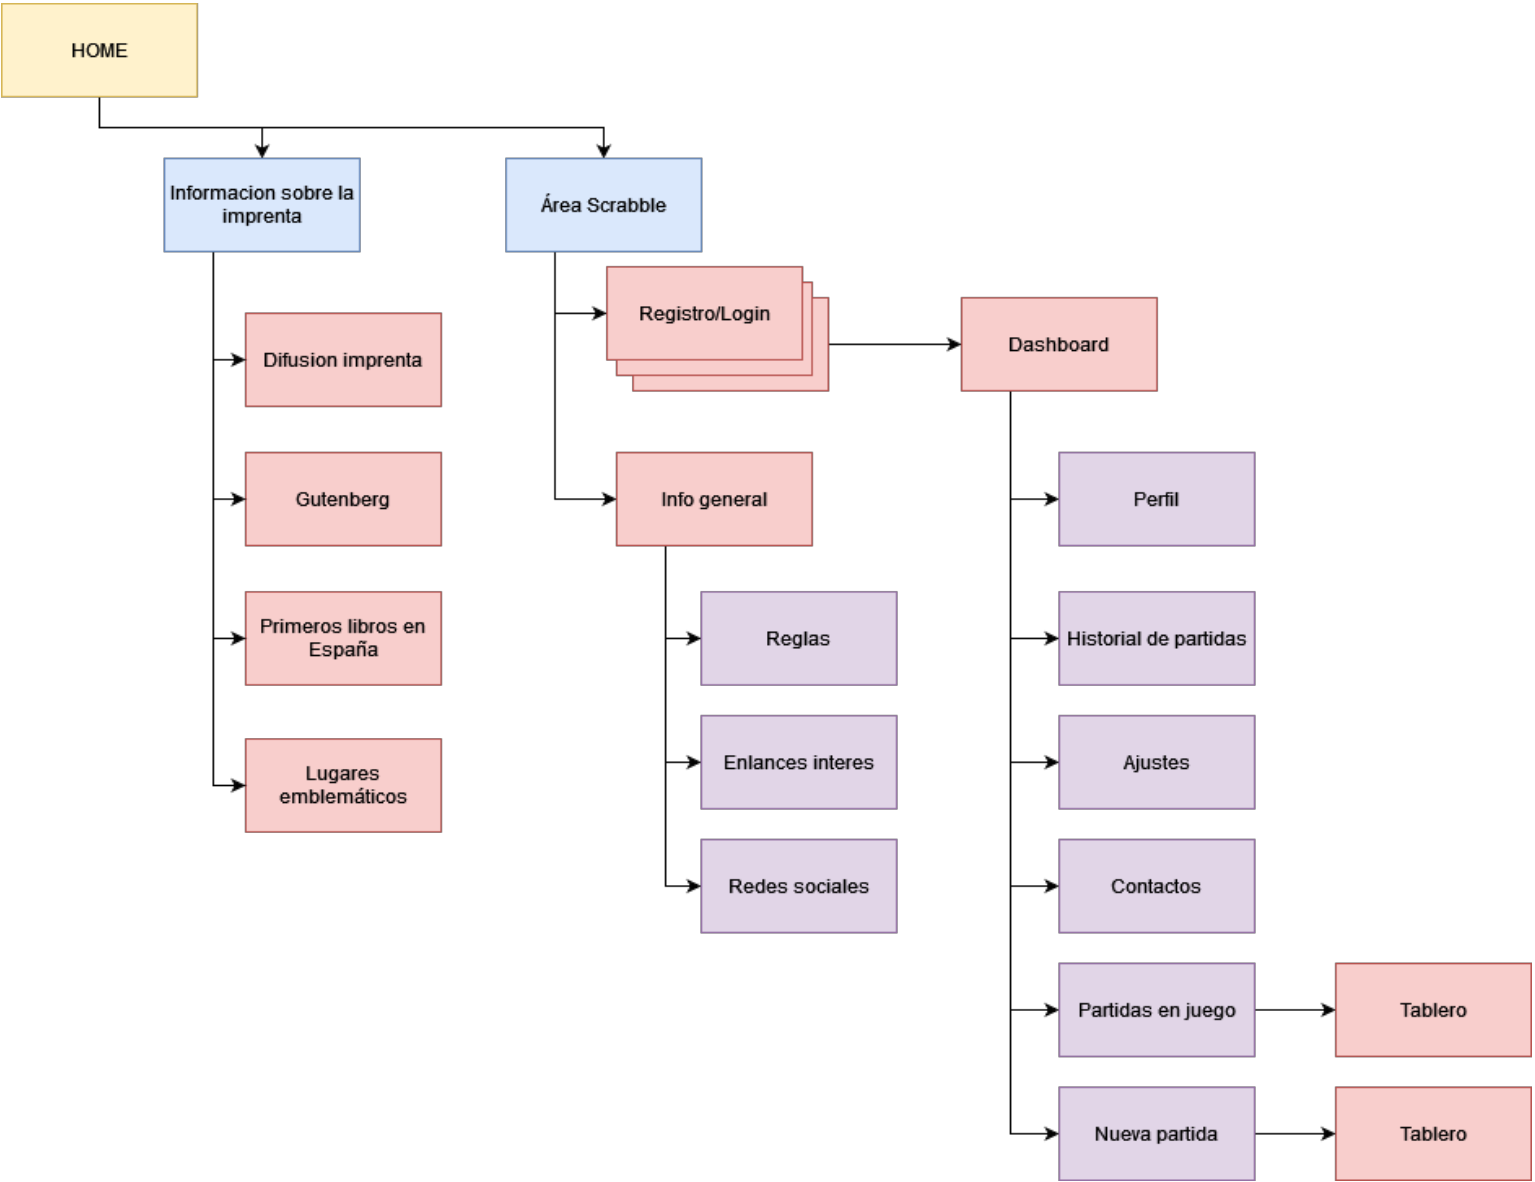 HOME
Informacion sobre la
imprenta
Área Scrabble
Registro/Login
Dashboard
Difusion imprenta
Gutenberg
Info general
Perfil
Primeros libros en
España
Reglas
Historial de partidas
Lugares
emblemáticos
Enlances interes
Ajustes
Redes sociales
Contactos
Partidas en juego
Tablero
Nueva partida
Tablero